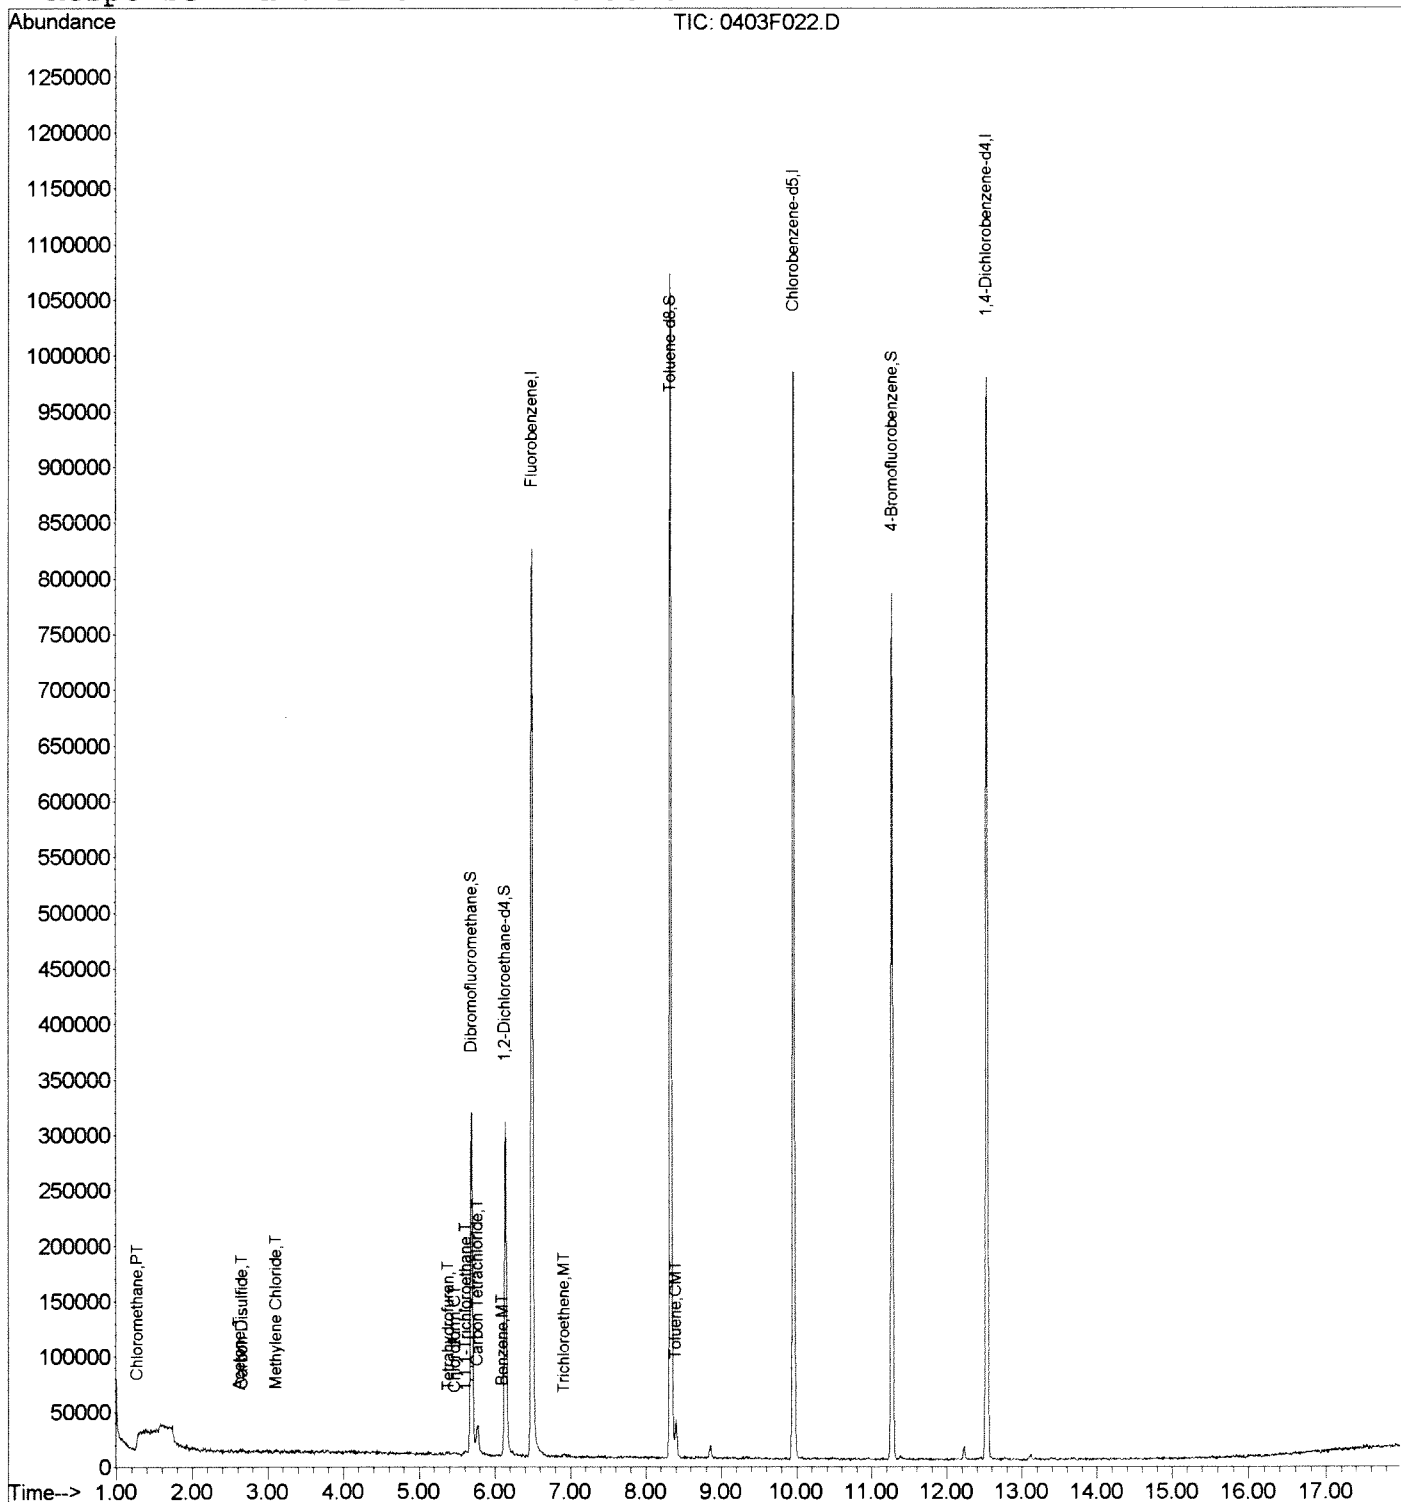 Abundance
TIC: 0403F022.D
1250000
1200000
1150000
1100000
1050000
1000000
950000
900000
850000
800000
750000
700000
650000
600000
550000
500000
450000
400000
350000
300000
250000
200000
150000
100000
50000
0
Chloromethane,PT
Acetone,T
Carbon Disulfide,T
Methylene Chloride,T
Tetrahydrofuran,T
Chloroform,CT
1,1,1-Trichloroethane,T
Dibromofluoromethane,S
Carbon Tetrachloride,T
Benzene,MT
1,2-Dichloroethane-d4,S
Fluorobenzene,I
Trichloroethene,MT
Toluene-d8,S
Toluene,CMT
Chlorobenzene-d5,I
4-Bromofluorobenzene,S
1,4-Dichlorobenzene-d4,I
Time--> 1.00 2.00 3.00 4.00 5.00 6.00 7.00 8.00 9.00 10.00 11.00 12.00 13.00 14.00 15.00 16.00 17.00